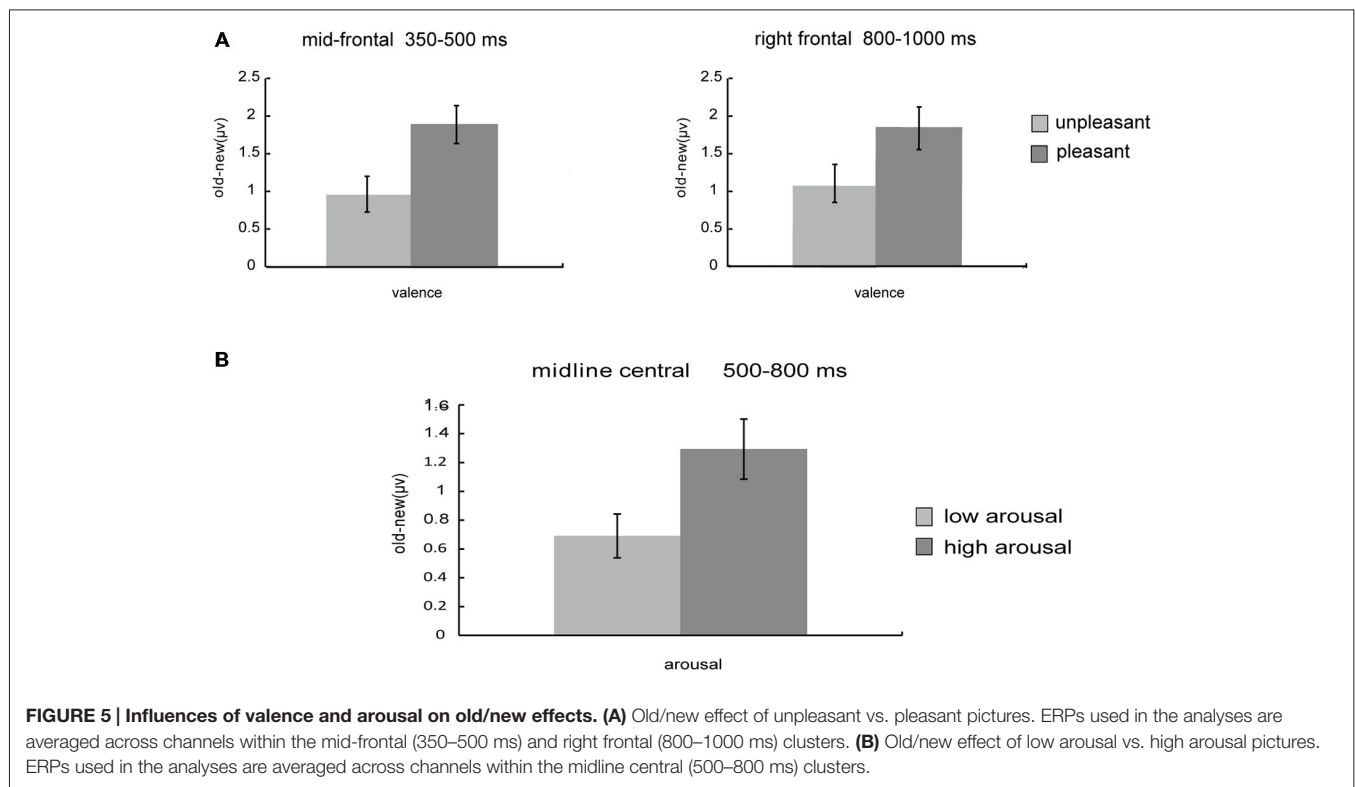 A
mid-frontal 350-500 ms
right frontal 800-1000 ms
2.5
2
1.5
1
0.5
0
old-new(µv)
valence
2.5
2
1.5
1
0.5
0
old-new(µv)
valence
unpleasant
pleasant
B
midline central 500-800 ms
1.6
1.4
1.2
1
0.8
0.6
0.4
0.2
0
old-new(µv)
arousal
low arousal
high arousal
FIGURE 5 | Influences of valence and arousal on old/new effects. (A) Old/new effect of unpleasant vs. pleasant pictures. ERPs used in the analyses are
averaged across channels within the mid-frontal (350–500 ms) and right frontal (800–1000 ms) clusters. (B) Old/new effect of low arousal vs. high arousal pictures.
ERPs used in the analyses are averaged across channels within the midline central (500–800 ms) clusters.